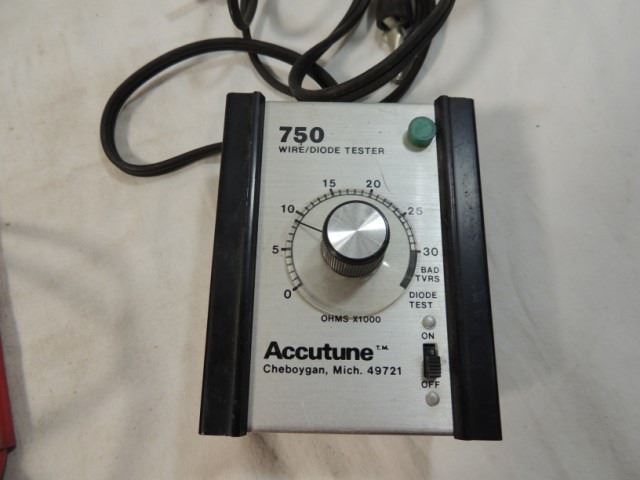 750
WIRE/DIODE TESTER
15 20
10 25
5 30
0
BAD
TVRS
DIODE
TEST
OHMS X1000
ON
Accutune T.M.
Cheboygan, Mich. 49721
OFF